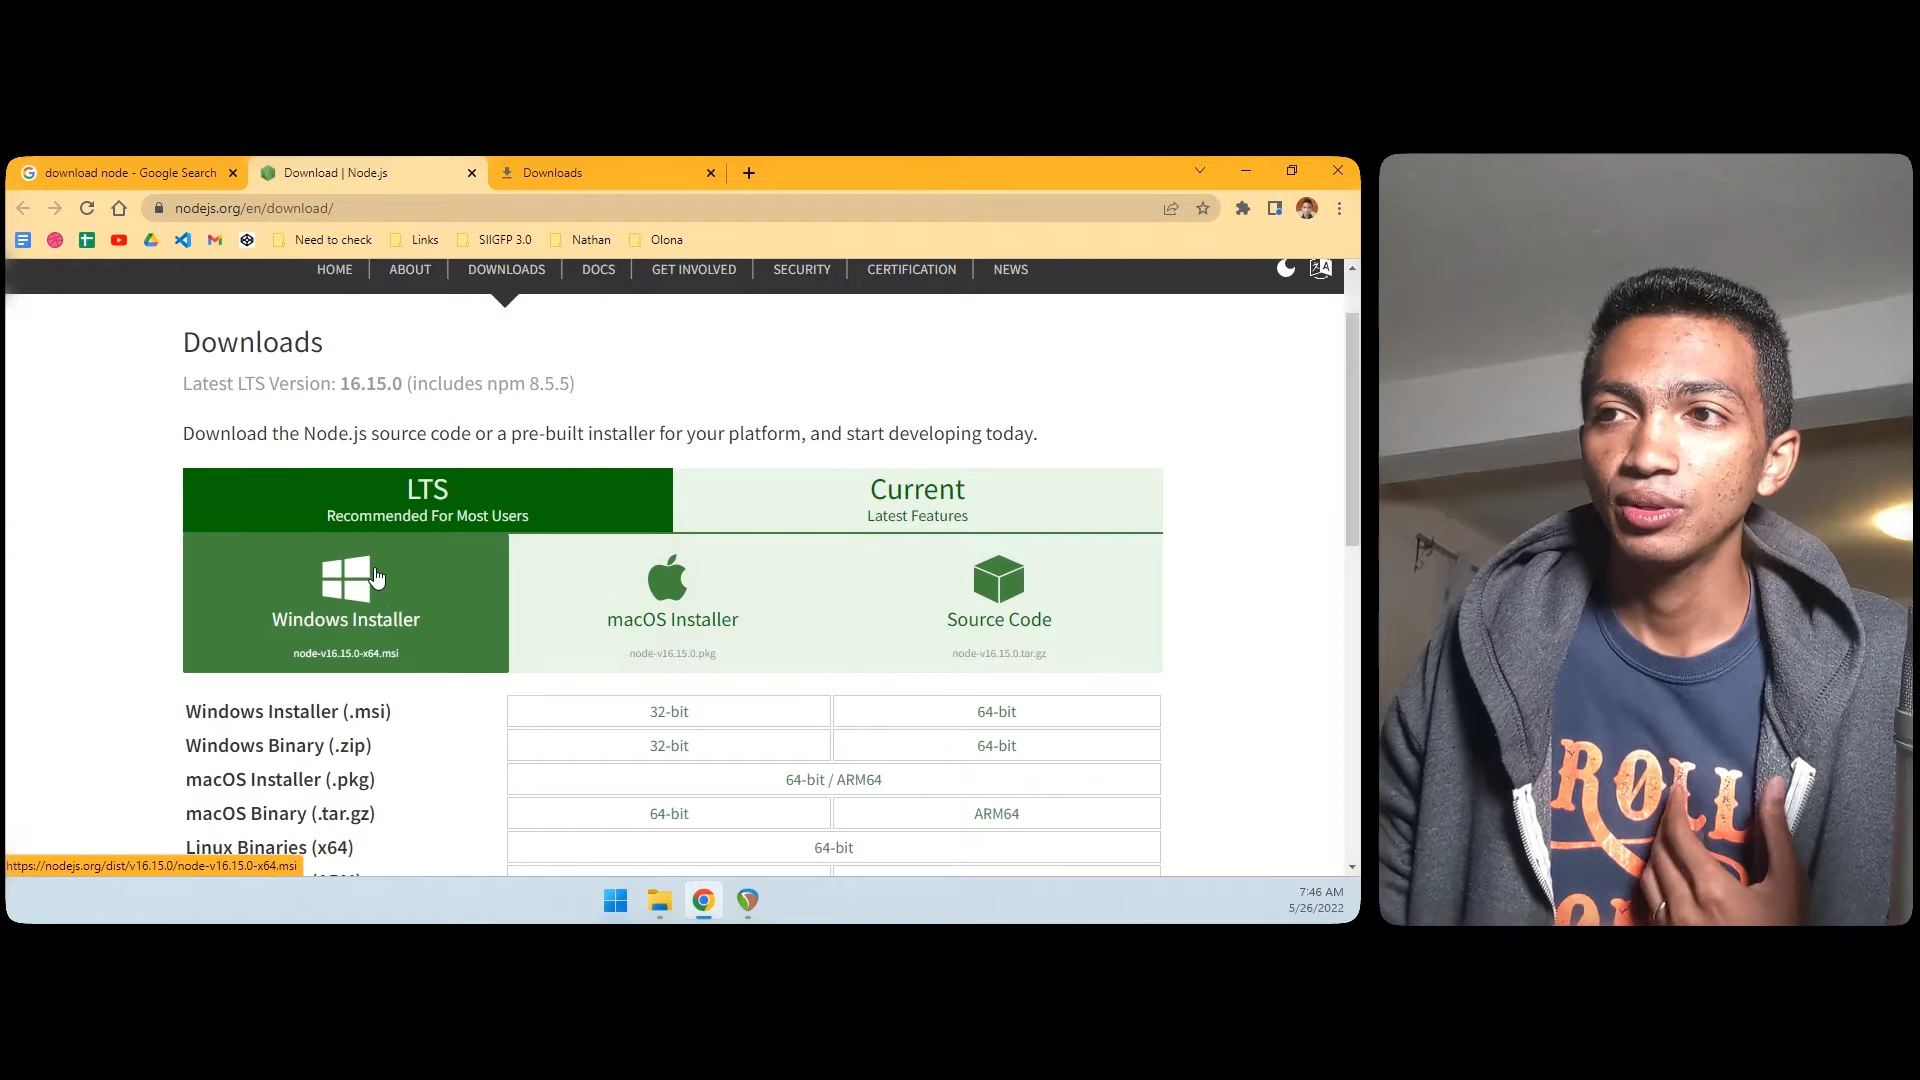 download node - Google Search
Download | Node.js
Downloads
nodejs.org/en/download/
Need to check
Links
SIIGFP 3.0
Nathan
Olona
HOME
ABOUT
DOWNLOADS
DOCS
GET INVOLVED
SECURITY
CERTIFICATION
NEWS
Downloads
Latest LTS Version: 16.15.0 (includes npm 8.5.5)
Download the Node.js source code or a pre-built installer for your platform, and start developing today.
LTS
Recommended For Most Users
Current
Latest Features
Windows Installer
node-v16.15.0-x64.msi
macOS Installer
node-v16.15.0.pkg
Source Code
node-v16.15.0.tar.gz
Windows Installer (.msi)
32-bit
64-bit
Windows Binary (.zip)
32-bit
64-bit
macOS Installer (.pkg)
64-bit / ARM64
macOS Binary (.tar.gz)
64-bit
ARM64
Linux Binaries (x64)
64-bit
https://nodejs.org/dist/v16.15.0/node-v16.15.0-x64.msi
7:46 AM
5/26/2022
ROLL